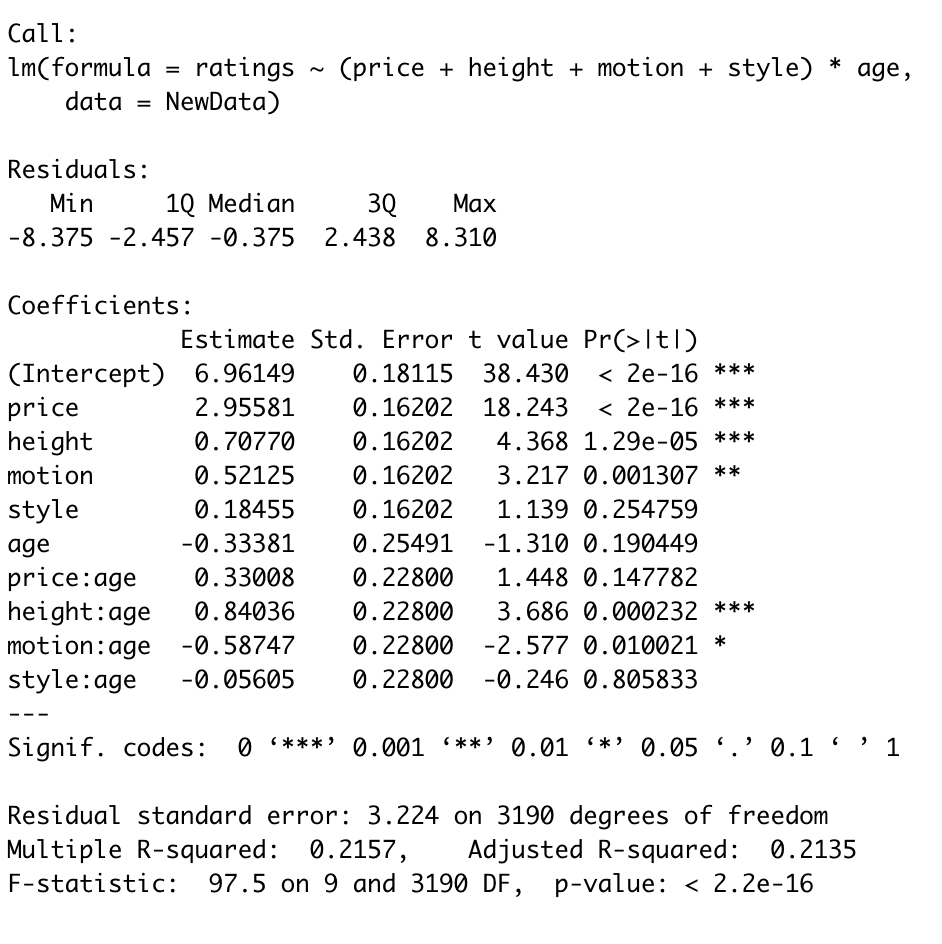 Call:
lm(formula = ratings ~ (price + height + motion + style) * age,
    data = NewData)
Residuals:
   Min     1Q Median     3Q    Max
-8.375 -2.457 -0.375  2.438  8.310
Coefficients:
            Estimate Std. Error t value Pr(>|t|)
(Intercept)  6.96149    0.18115  38.430  < 2e-16 ***
price        2.95581    0.16202  18.243  < 2e-16 ***
height       0.70770    0.16202   4.368 1.29e-05 ***
motion       0.52125    0.16202   3.217 0.001307 **
style        0.18455    0.16202   1.139 0.254759
age         -0.33381    0.25491  -1.310 0.190449
price:age    0.33008    0.22800   1.448 0.147782
height:age   0.84036    0.22800   3.686 0.000232 ***
motion:age  -0.58747    0.22800  -2.577 0.010021 *
style:age   -0.05605    0.22800  -0.246 0.805833
---
Signif. codes:  0 ‘***’ 0.001 ‘**’ 0.01 ‘*’ 0.05 ‘.’ 0.1 ‘ ’ 1
Residual standard error: 3.224 on 3190 degrees of freedom
Multiple R-squared:  0.2157,    Adjusted R-squared:  0.2135
F-statistic:  97.5 on 9 and 3190 DF,  p-value: < 2.2e-16